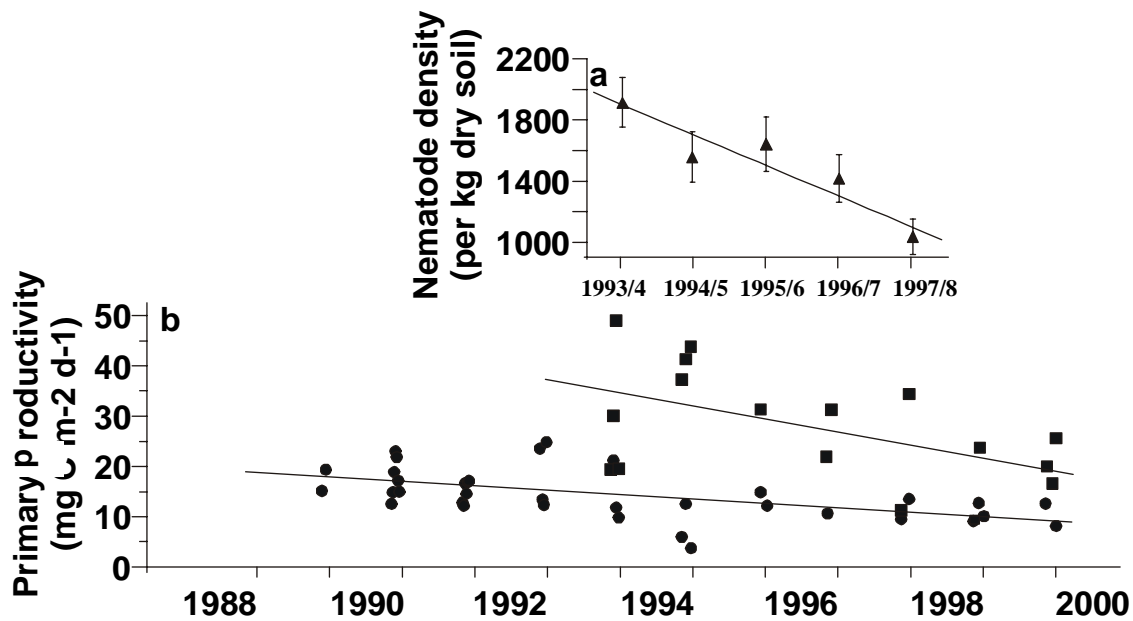 Nematode density
(per kg dry soil)
2200
1800
1400
1000
a
1993/4 1994/5 1995/6 1996/7 1997/8
Primary p roductivity
(mg C m-2 d-1)
50
40
30
20
10
0
b
1988 1990 1992 1994 1996 1998 2000